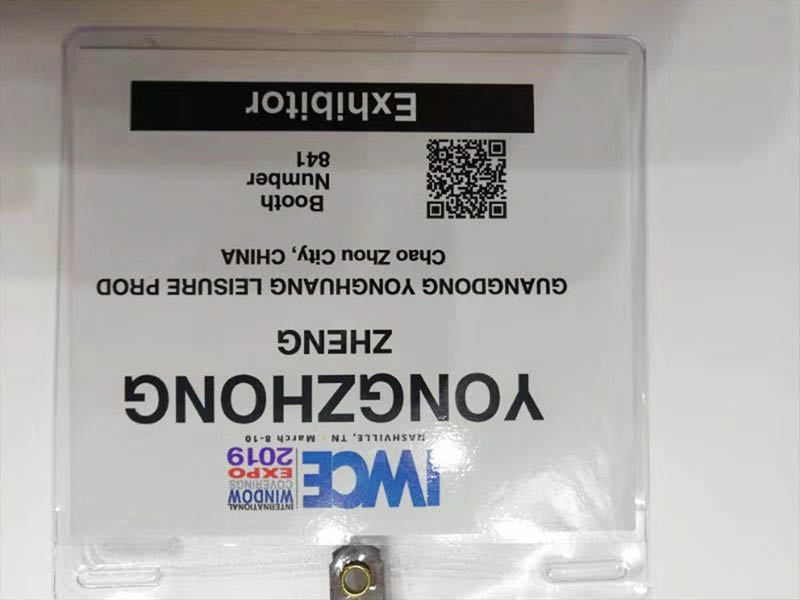 IWCE
INTERNATIONAL
WINDOW
COVERINGS
EXPO
2019
NASHVILLE, TN · March 8-10
YONGZHONG
ZHENG
GUANGDONG YONGHUANG LEISURE PROD
Chao Zhou City, CHINA
Booth
Number
841
Exhibitor